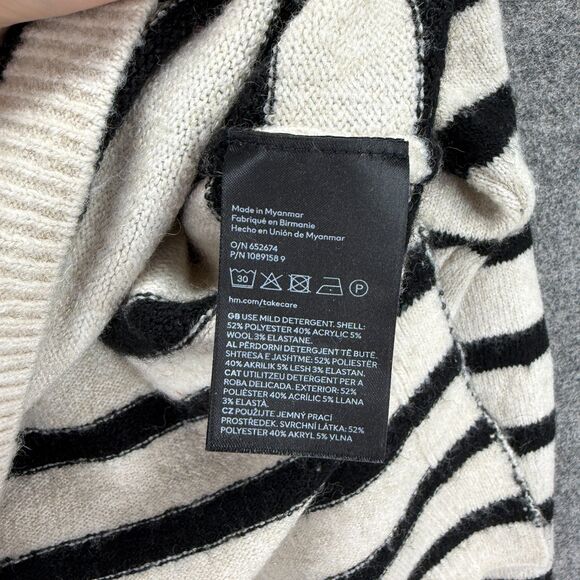 Made in Myanmar
Fabriqué en Birmanie
Hecho en Unión de Myanmar
O/N 652674
P/N 1089158 9
30
P
hm.com/takecare
GB USE MILD DETERGENT. SHELL:
52% POLYESTER 40% ACRYLIC 5%
WOOL 3% ELASTANE.
AL PËRDORNI DETERGJENT TË BUTË.
SHTRESA E JASHTME: 52% POLIESTËR
40% AKRILIK 5% LESH 3% ELASTAN.
CAT UTILITZEU DETERGENT PER A
ROBA DELICADA. EXTERIOR: 52%
POLIÈSTER 40% ACRÍLIC 5% LLANA
3% ELASTÀ.
CZ POUŽIJTE JEMNÝ PRACÍ
PROSTŘEDEK. SVRCHNÍ LÁTKA: 52%
POLYESTER 40% AKRYL 5% VLNA